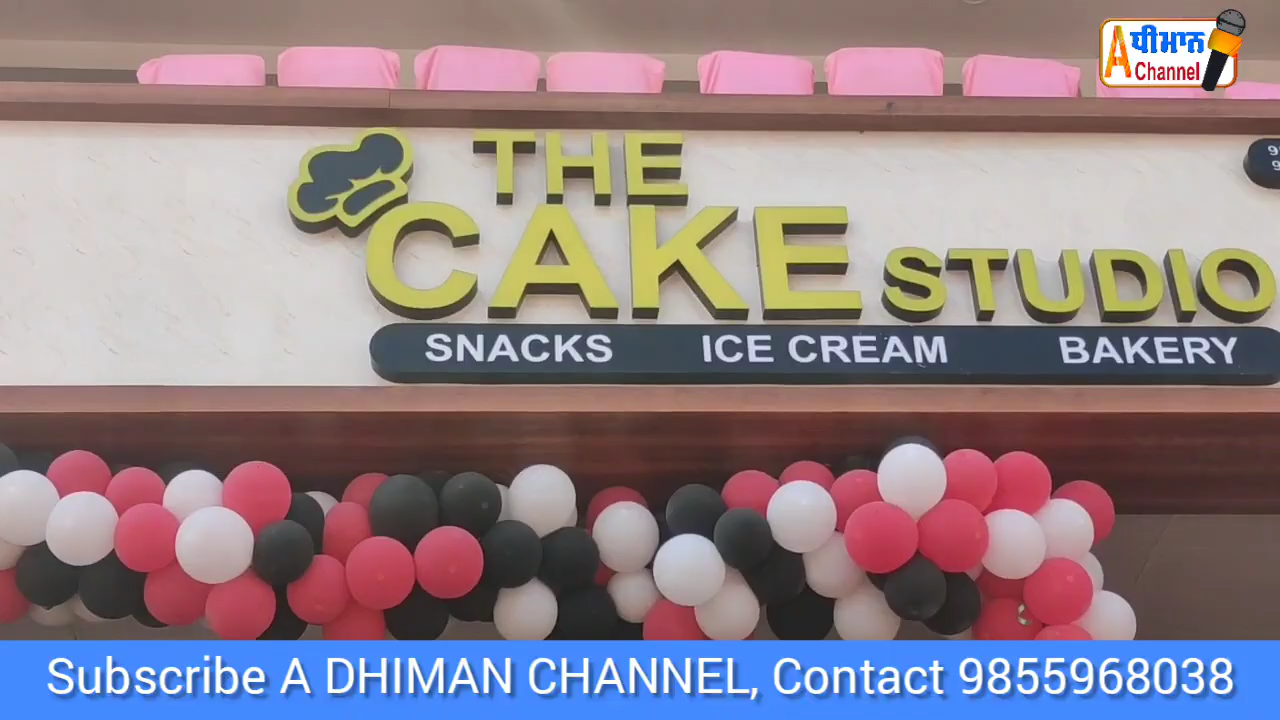 A ਧੀਮਾਨ
Channel
THE
CAKE STUDIO
SNACKS ICE CREAM BAKERY
Subscribe A DHIMAN CHANNEL, Contact 9855968038